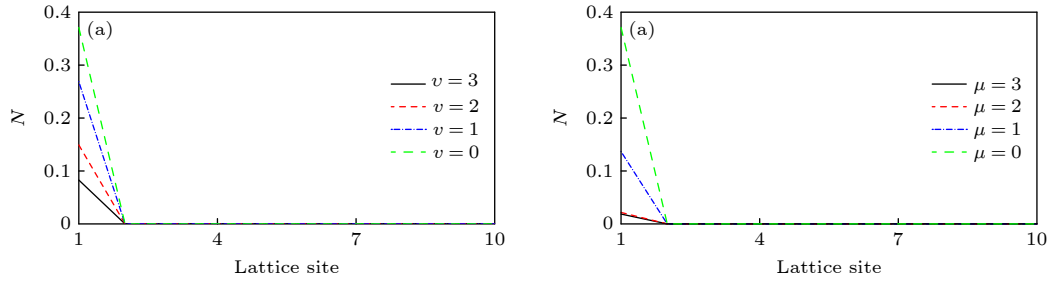 0.4
(a)
0.3
N
0.2
0.1
0
v = 3
v = 2
v = 1
v = 0
1
4
7
10
Lattice site
0.4
(a)
0.3
N
0.2
0.1
0
μ = 3
μ = 2
μ = 1
μ = 0
1
4
7
10
Lattice site